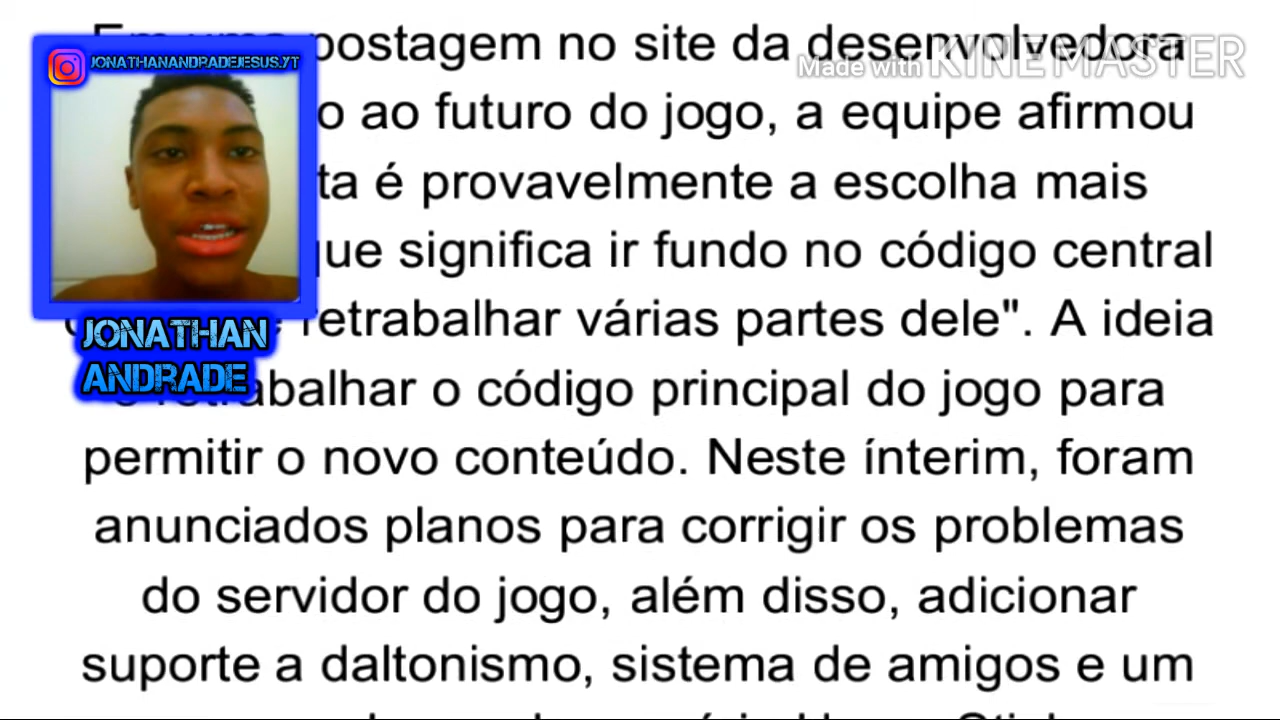 Em uma postagem no site da desenvolvedora
Made with KINEMASTER
JONATHANANDRADEJESUS.YT
o ao futuro do jogo, a equipe afirmou
ta é provavelmente a escolha mais
que significa ir fundo no código central
retrabalhar várias partes dele". A ideia
JONATHAN
ANDRADE
retrabalhar o código principal do jogo para
permitir o novo conteúdo. Neste ínterim, foram
anunciados planos para corrigir os problemas
do servidor do jogo, além disso, adicionar
suporte a daltonismo, sistema de amigos e um